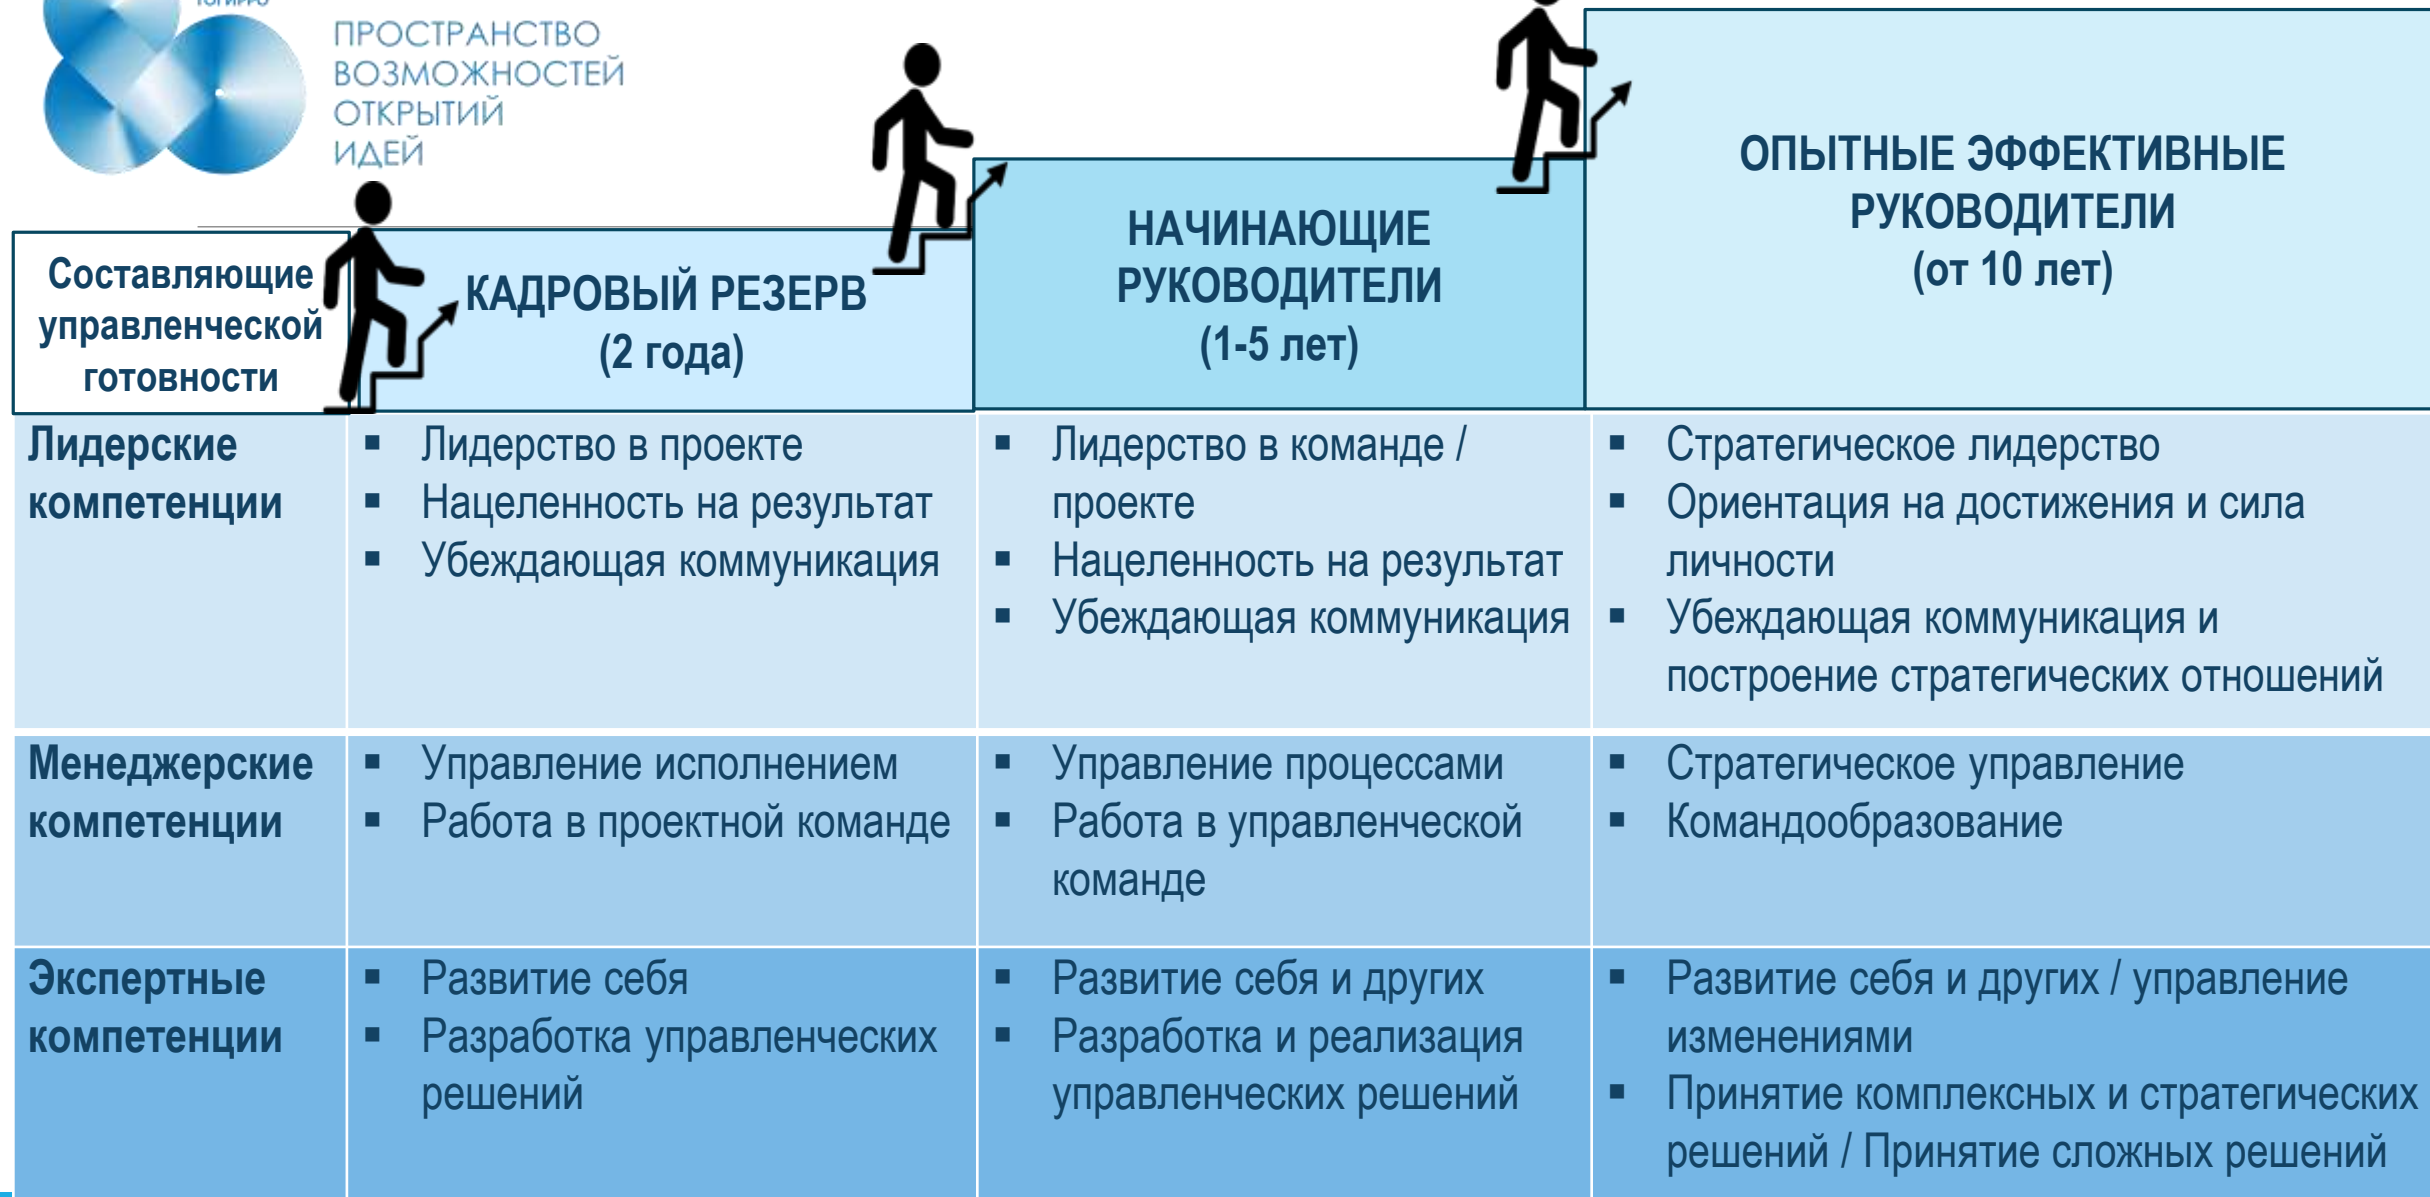 ТОГИРРО
ПРОСТРАНСТВО
ВОЗМОЖНОСТЕЙ
ОТКРЫТИЙ
ИДЕЙ
Составляющие
управленческой
готовности
КАДРОВЫЙ РЕЗЕРВ
(2 года)
НАЧИНАЮЩИЕ
РУКОВОДИТЕЛИ
(1-5 лет)
ОПЫТНЫЕ ЭФФЕКТИВНЫЕ
РУКОВОДИТЕЛИ
(от 10 лет)
Лидерские
компетенции
▪ Лидерство в проекте
▪ Нацеленность на результат
▪ Убеждающая коммуникация
▪ Лидерство в команде /
проекте
▪ Нацеленность на результат
▪ Убеждающая коммуникация
▪ Стратегическое лидерство
▪ Ориентация на достижения и сила
личности
▪ Убеждающая коммуникация и
построение стратегических отношений
Менеджерские
компетенции
▪ Управление исполнением
▪ Работа в проектной команде
▪ Управление процессами
▪ Работа в управленческой
команде
▪ Стратегическое управление
▪ Командообразование
Экспертные
компетенции
▪ Развитие себя
▪ Разработка управленческих
решений
▪ Развитие себя и других
▪ Разработка и реализация
управленческих решений
▪ Развитие себя и других / управление
изменениями
▪ Принятие комплексных и стратегических
решений / Принятие сложных решений